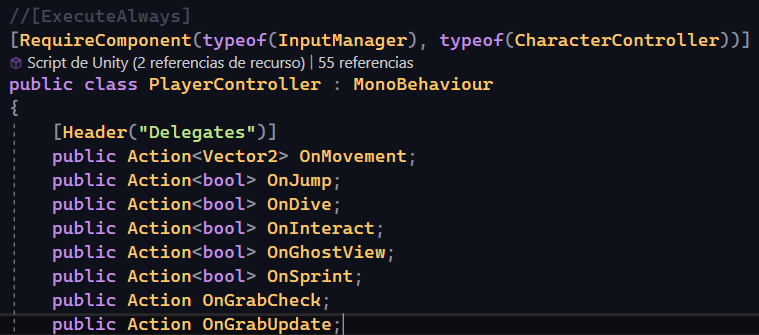 //[ExecuteAlways]
[RequireComponent(typeof(InputManager), typeof(CharacterController))]
Script de Unity (2 referencias de recurso) | 55 referencias
public class PlayerController : MonoBehaviour
{
[Header("Delegates")]
public Action<Vector2> OnMovement;
public Action<bool> OnJump;
public Action<bool> OnDive;
public Action<bool> OnInteract;
public Action<bool> OnGhostView;
public Action<bool> OnSprint;
public Action OnGrabCheck;
public Action OnGrabUpdate;